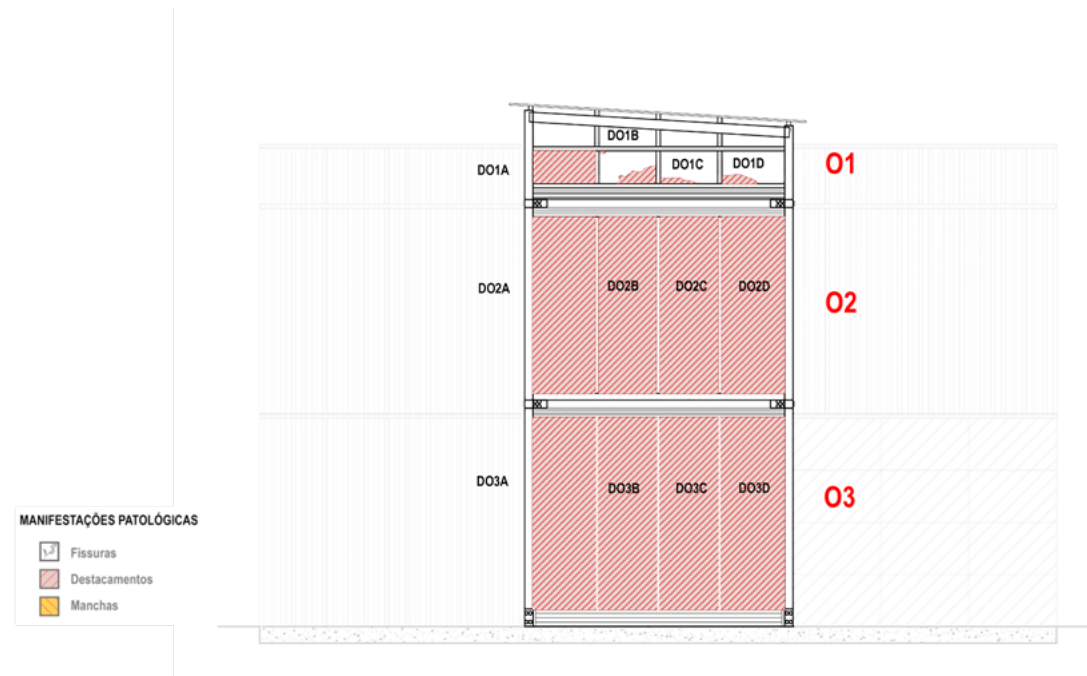 DO1B
DO1A
DO1C
DO1D
O1
DO2A
DO2B
DO2C
DO2D
O2
DO3A
DO3B
DO3C
DO3D
O3
MANIFESTAÇÕES PATOLÓGICAS
Fissuras
Destacamentos
Manchas